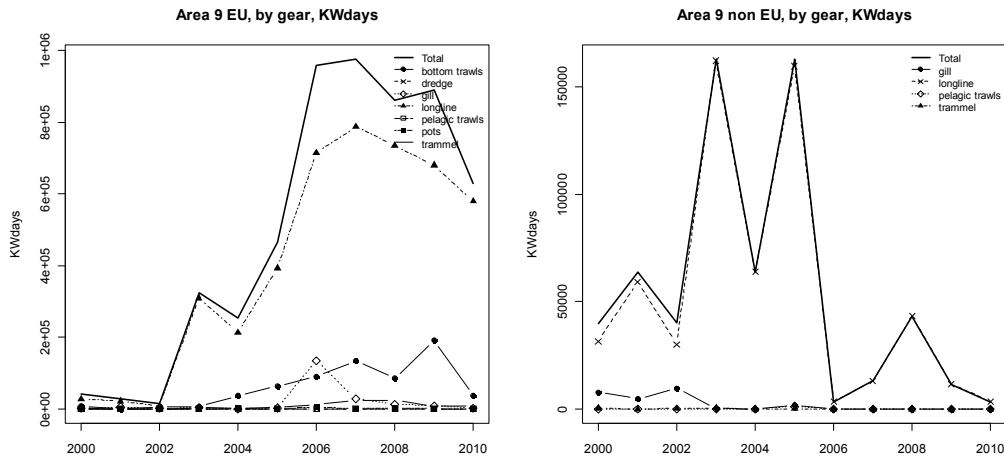 Area 9 EU, by gear, KWdays
KWdays
1e+06
8e+05
6e+05
4e+05
2e+05
0e+00
2000 2002 2004 2006 2008 2010
Total
bottom trawls
dredge
gill
longline
pelagic trawls
pots
trammel
Area 9 non EU, by gear, KWdays
KWdays
150000
100000
50000
0
2000 2002 2004 2006 2008 2010
Total
gill
longline
pelagic trawls
trammel